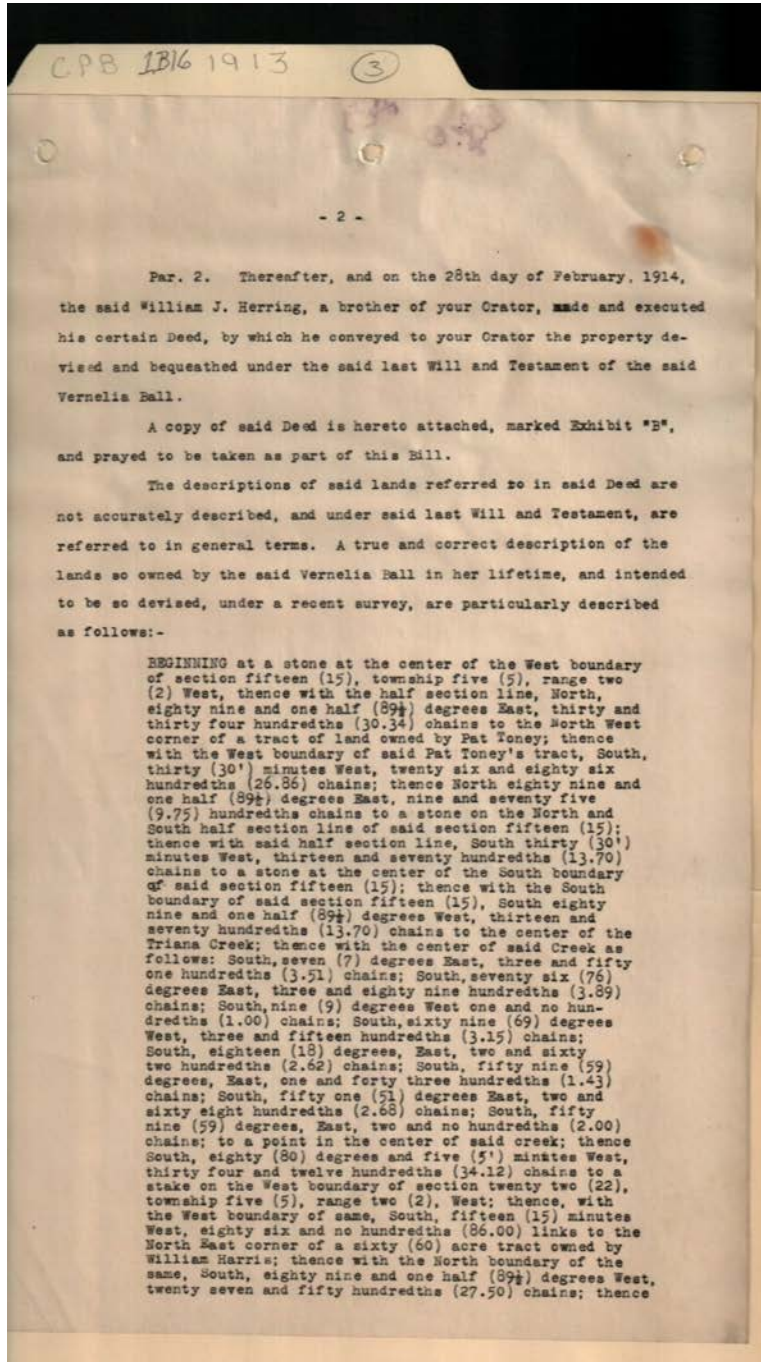 CPB 1B16 1913 3
- 2 -
Par. 2. Thereafter, and on the 28th day of February, 1914,
the said William J. Herring, a brother of your Orator, made and executed
his certain Deed, by which he conveyed to your Orator the property de-
vised and bequeathed under the said last Will and Testament of the said
Vernelia Ball.
A copy of said Deed is hereto attached, marked Exhibit "B",
and prayed to be taken as part of this Bill.
The descriptions of said lands referred to in said Deed are
not accurately described, and under said last Will and Testament, are
referred to in general terms. A true and correct description of the
lands so owned by the said Vernelia Ball in her lifetime, and intended
to be so devised, under a recent survey, are particularly described
as follows:-
BEGINNING at a stone at the center of the West boundary
of section fifteen (15), township five (5), range two
(2) West, thence with the half section line, North,
eighty nine and one half (89½) degrees East, thirty and
thirty four hundredths (30.34) chains to the North West
corner of a tract of land owned by Pat Toney; thence
with the West boundary of said Pat Toney's tract, South,
thirty (30') minutes West, twenty six and eighty six
hundredths (26.86) chains; thence North eighty nine and
one half (89½) degrees East, nine and seventy five
(9.75) hundredths chains to a stone on the North and
South half section line of said section fifteen (15);
thence with said half section line, South thirty (30')
minutes West, thirteen and seventy hundredths (13.70)
chains to a stone at the center of the South boundary
of said section fifteen (15); thence with the South
boundary of said section fifteen (15), South eighty
nine and one half (89½) degrees West, thirteen and
seventy hundredths (13.70) chains to the center of the
Triana Creek; thence with the center of said Creek as
follows: South, seven (7) degrees East, three and fifty
one hundredths (3.51) chains; South, seventy six (76)
degrees East, three and eighty nine hundredths (3.89)
chains; South, nine (9) degrees West one and no hun-
dredths (1.00) chains; South, sixty nine (69) degrees
West, three and fifteen hundredths (3.15) chains;
South, eighteen (18) degrees, East, two and sixty
two hundredths (2.62) chains; South, fifty nine (59)
degrees, East, one and forty three hundredths (1.43)
chains; South, fifty one (51) degrees East, two and
sixty eight hundredths (2.68) chains; South, fifty
nine (59) degrees, East, two and no hundredths (2.00)
chains; to a point in the center of said creek; thence
South, eighty (80) degrees and five (5') minutes West,
thirty four and twelve hundredths (34.12) chains to a
stake on the West boundary of section twenty two (22),
township five (5), range two (2), West; thence, with
the West boundary of same, South, fifteen (15) minutes
West, eighty six and no hundredths (86.00) links to the
North East corner of a sixty (60) acre tract owned by
William Harris; thence with the North boundary of the
same, South, eighty nine and one half (89½) degrees West,
twenty seven and fifty hundredths (27.50) chains; thence